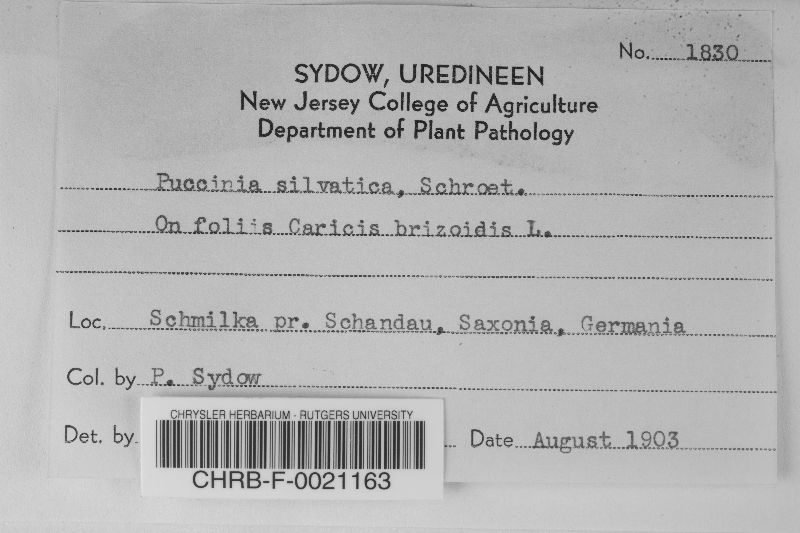 No. 1830
SYDOW, UREDINEEN
New Jersey College of Agriculture
Department of Plant Pathology
Puccinia silvatica, Schroet.
On foliis Caricis brizoidis L.
Loc. Schmilka pr. Schandau, Saxonia, Germania
Col. by P. Sydow
Det. by
Date August 1903
CHRYSLER HERBARIUM - RUTGERS UNIVERSITY
CHRB-F-0021163